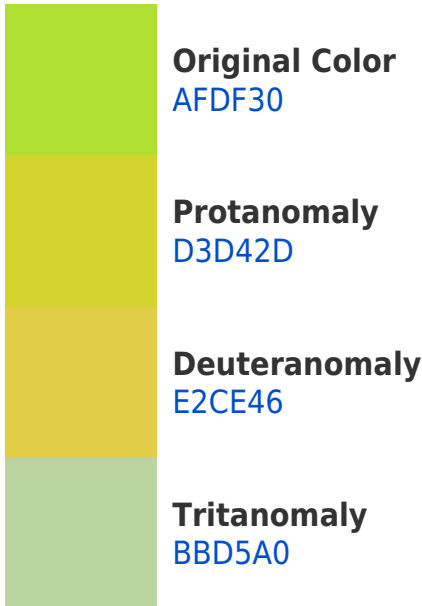 Original Color
AFDF30
Protanomaly
D3D42D
Deuteranomaly
E2CE46
Tritanomaly
BBD5A0